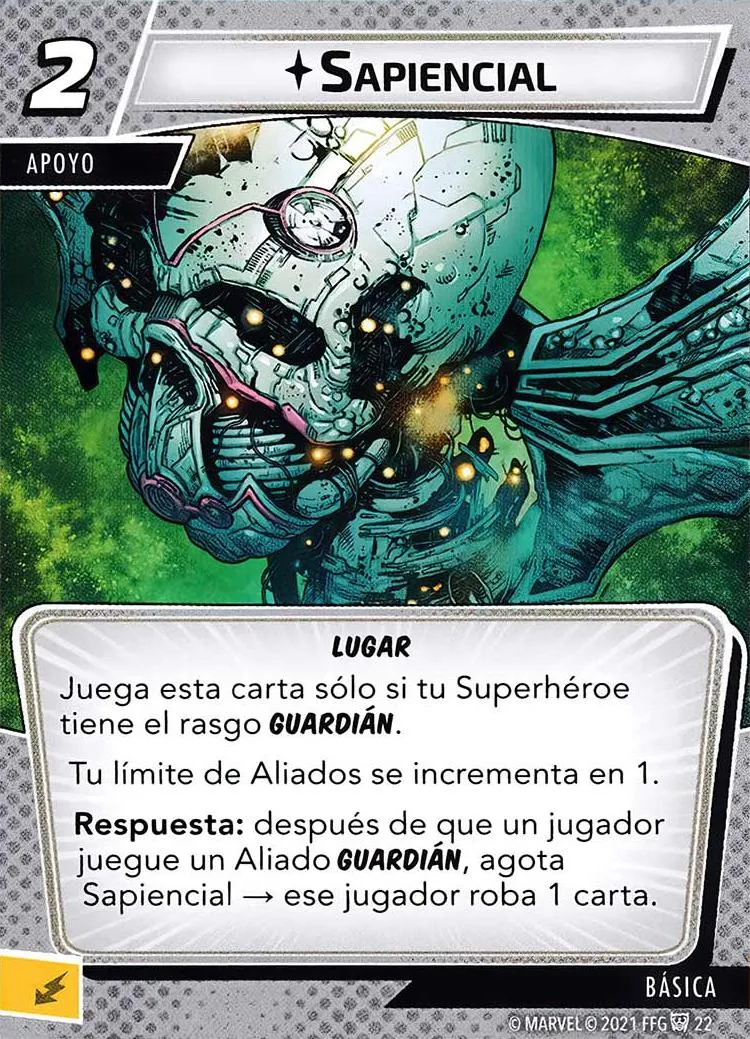 2
Sapiencial
APOYO
LUGAR
Juega esta carta sólo si tu Superhéroe
tiene el rasgo GUARDIÁN.
Tu límite de Aliados se incrementa en 1.
Respuesta: después de que un jugador
juegue un Aliado GUARDIÁN, agota
Sapiencial → ese jugador roba 1 carta.
BÁSICA
© MARVEL © 2021 FFG 22